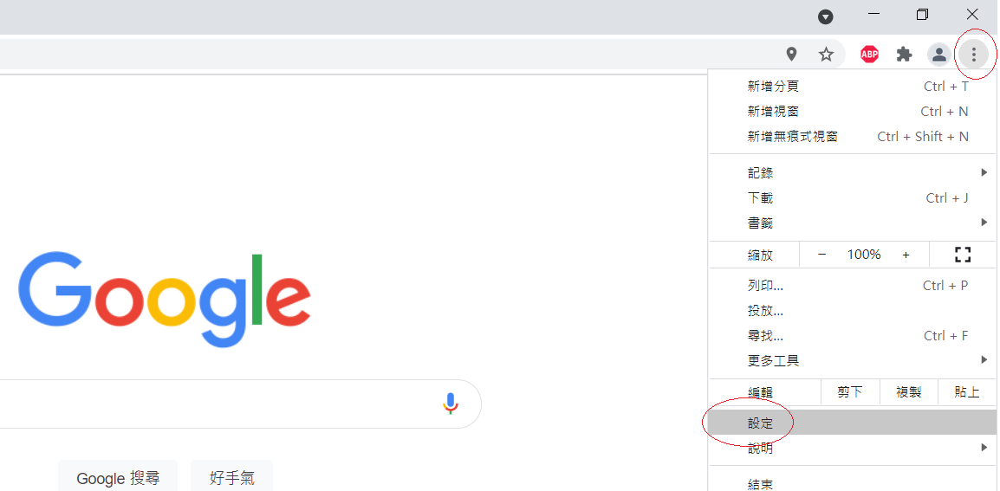 ABP
新增分頁 Ctrl + T
新增視窗 Ctrl + N
新增無痕式視窗 Ctrl + Shift + N
記錄
下載 Ctrl + J
書籤
縮放 − 100% +
列印... Ctrl + P
投放...
尋找... Ctrl + F
更多工具
編輯 剪下 複製 貼上
設定
說明
結束
Google
Google 搜尋 好手氣